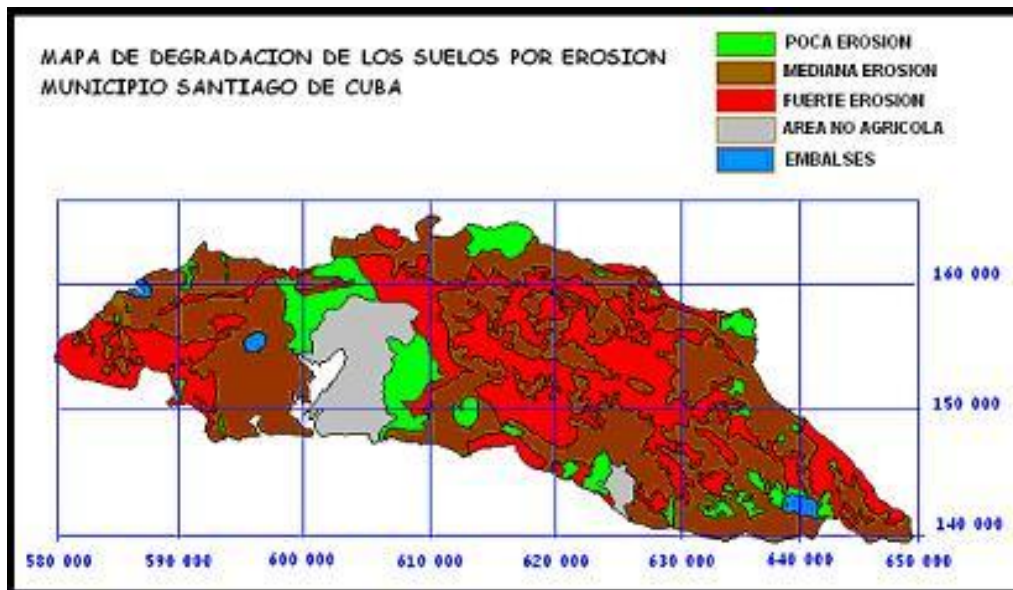 MAPA DE DEGRADACION DE LOS SUELOS POR EROSION
MUNICIPIO SANTIAGO DE CUBA
POCA EROSION
MEDIANA EROSION
FUERTE EROSION
AREA NO AGRICOLA
EMBALSES
160 000
150 000
140 000
580 000 590 000 600 000 610 000 620 000 630 000 640 000 650 000